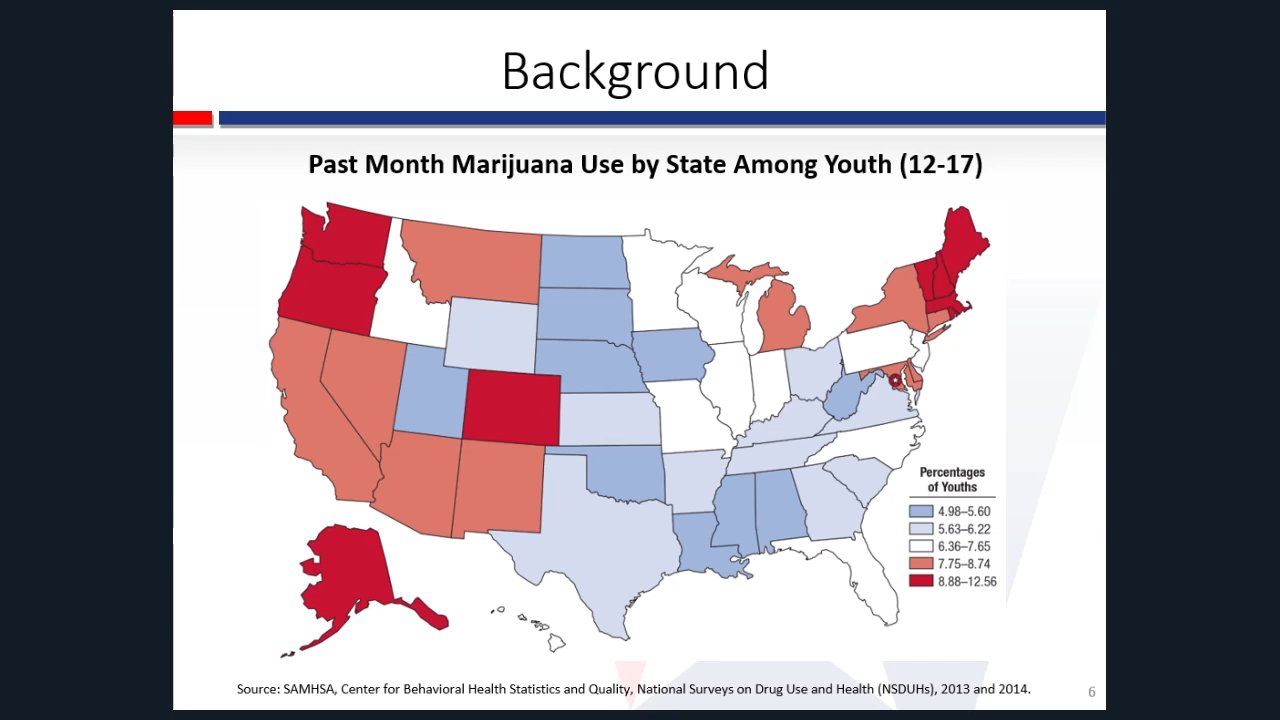 Background
Past Month Marijuana Use by State Among Youth (12-17)
Percentages
of Youths
4.98–5.60
5.63–6.22
6.36–7.65
7.75–8.74
8.88–12.56
Source: SAMHSA, Center for Behavioral Health Statistics and Quality, National Surveys on Drug Use and Health (NSDUHs), 2013 and 2014.
6